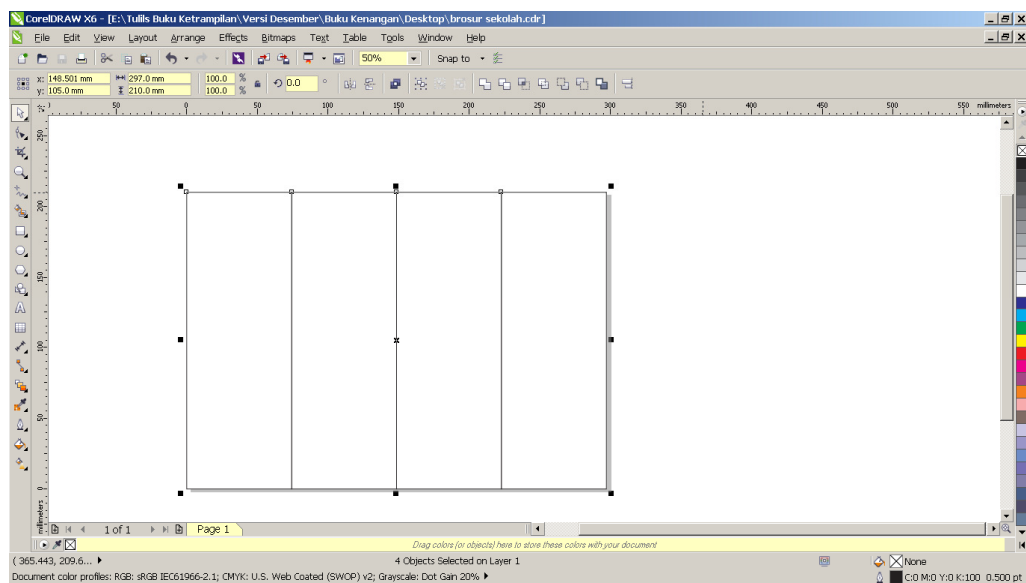 CorelDRAW X6 - [E:\Tulils Buku Ketrampilan\Versi Desember\Buku Kenangan\Desktop\brosur sekolah.cdr]
File Edit View Layout Arrange Effects Bitmaps Text Table Tools Window Help
50% Snap to
x: 148.501 mm 297.0 mm 100.0 % 0.0 °
y: 105.0 mm 210.0 mm 100.0 %
50 0 50 100 150 200 250 300 350 400 450 500 550 millimeters
250
200
150
100
50
0
millimeters
1 of 1 Page 1
Drag colors (or objects) here to store these colors with your document
( 365.443, 209.6... 4 Objects Selected on Layer 1 None
Document color profiles: RGB: sRGB IEC61966-2.1; CMYK: U.S. Web Coated (SWOP) v2; Grayscale: Dot Gain 20% C:0 M:0 Y:0 K:100 0.500 pt